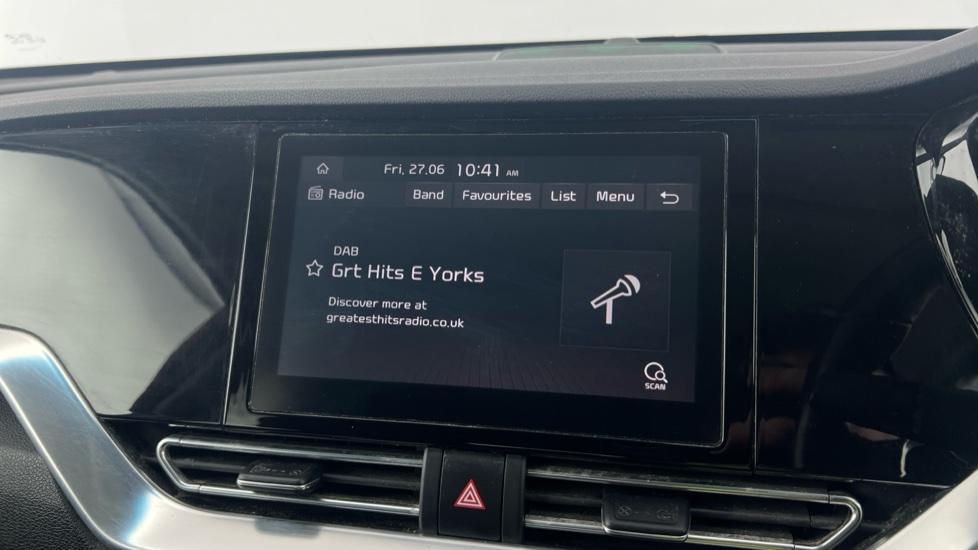 Fri, 27.06 10:41 AM
Radio Band Favourites List Menu
DAB
Grt Hits E Yorks
Discover more at
greatesthitsradio.co.uk
SCAN